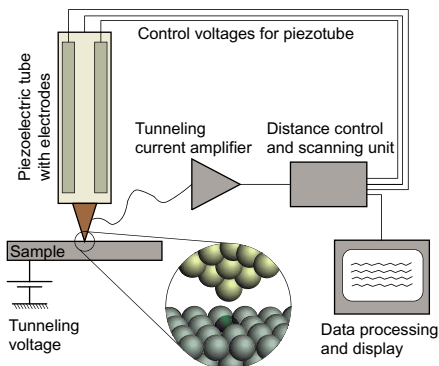 Control voltages for piezotube
Piezoelectric tube
with electrodes
Tunneling
current amplifier
Distance control
and scanning unit
Sample
Tunneling
voltage
Data processing
and display